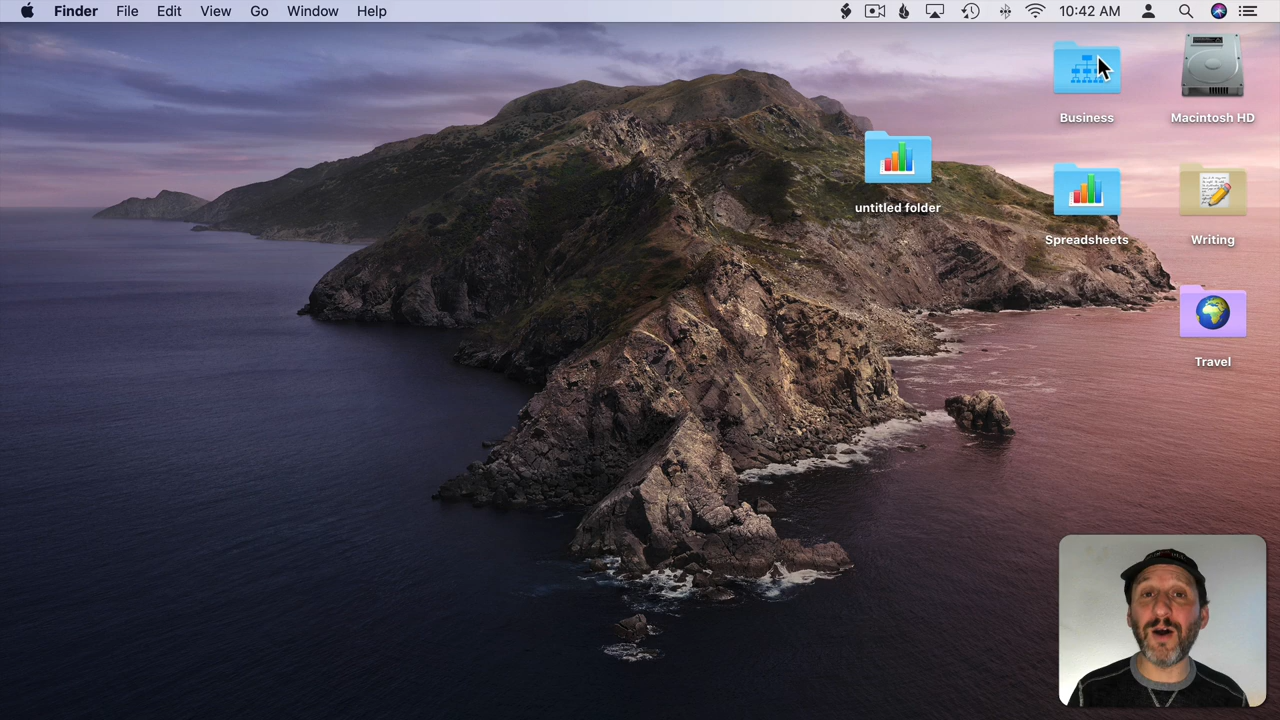 Finder File Edit View Go Window Help 10:42 AM
Business
Macintosh HD
untitled folder
Spreadsheets
Writing
Travel